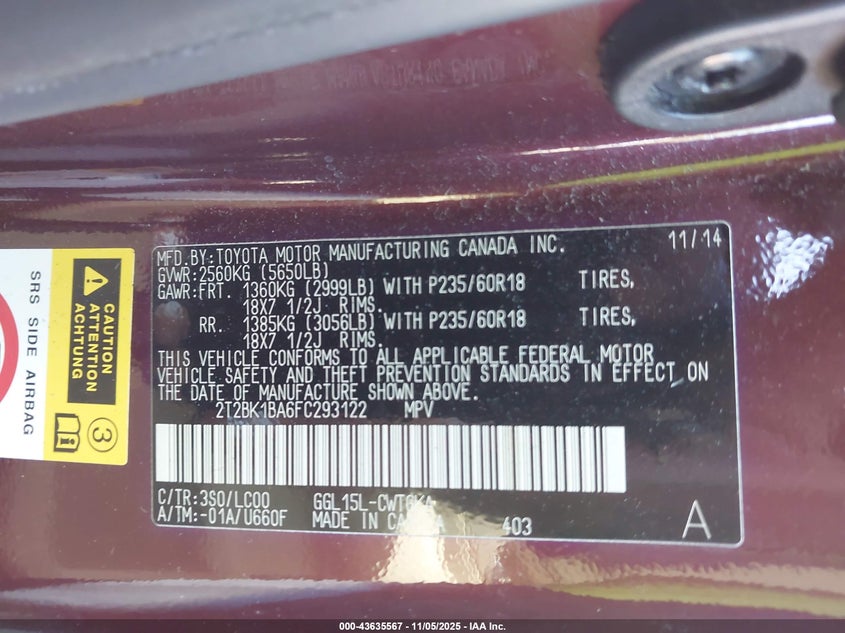 MFD.BY:TOYOTA MOTOR MANUFACTURING CANADA INC. 11/14
GVWR:2560KG (5650LB)
GAWR:FRT. 1360KG (2999LB) WITH P235/60R18 TIRES,
18X7 1/2J RIMS.
RR. 1385KG (3056LB) WITH P235/60R18 TIRES,
18X7 1/2J RIMS.
THIS VEHICLE CONFORMS TO ALL APPLICABLE FEDERAL MOTOR
VEHICLE SAFETY AND THEFT PREVENTION STANDARDS IN EFFECT ON
THE DATE OF MANUFACTURE SHOWN ABOVE.
2T2BK1BA6FC293122 MPV
C/TR:3S0/LC00 GGL15L-CWTGKA
A/TM:-01A/U660F MADE IN CANADA 403 A
CAUTION
ATTENTION
ACHTUNG
SRS SIDE AIRBAG
3
000-43635567 - 11/05/2025 - IAA Inc.